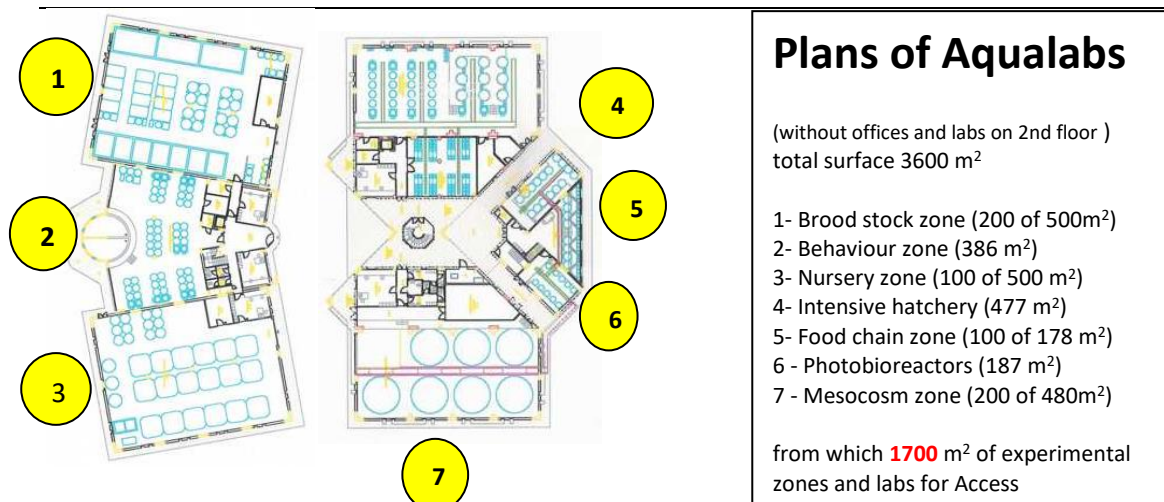 1
2
3
4
5
6
7
Plans of Aqualabs
(without offices and labs on 2nd floor )
total surface 3600 m²
1- Brood stock zone (200 of 500m²)
2- Behaviour zone (386 m²)
3- Nursery zone (100 of 500 m²)
4- Intensive hatchery (477 m²)
5- Food chain zone (100 of 178 m²)
6 - Photobioreactors (187 m²)
7 - Mesocosm zone (200 of 480m²)
from which 1700 m² of experimental
zones and labs for Access